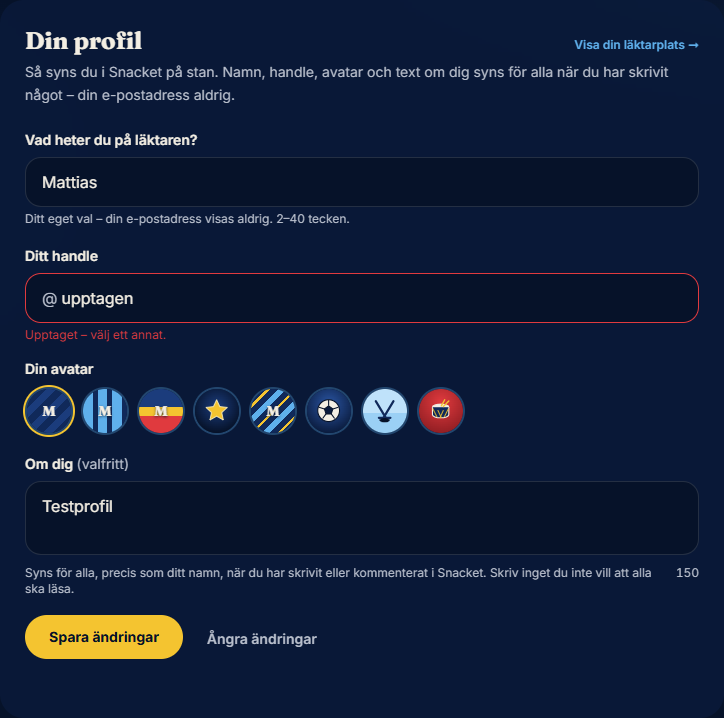 Din profil
Visa din läktarplats →
Så syns du i Snacket på stan. Namn, handle, avatar och text om dig syns för alla när du har skrivit
något – din e-postadress aldrig.
Vad heter du på läktaren?
Mattias
Ditt eget val – din e-postadress visas aldrig. 2–40 tecken.
Ditt handle
@ upptagen
Upptaget – välj ett annat.
Din avatar
M M M M
Om dig (valfritt)
Testprofil
Syns för alla, precis som ditt namn, när du har skrivit eller kommenterat i Snacket. Skriv inget du inte vill att alla
ska läsa.
150
Spara ändringar
Ångra ändringar